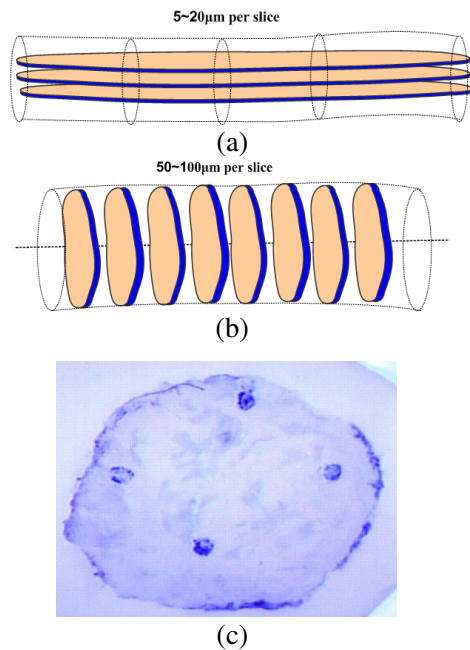 5~20μm per slice
(a)
50~100μm per slice
(b)
(c)